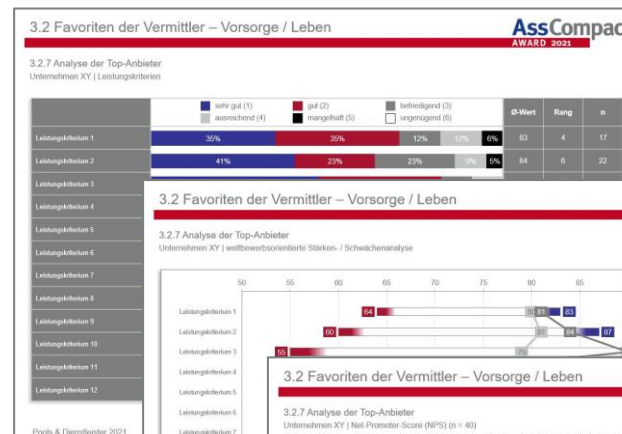 3.2 Favoriten der Vermittler – Vorsorge / Leben
AssCompac
AWARD 2021
3.2.7 Analyse der Top-Anbieter
Unternehmen XY | Leistungskriterien
sehr gut (1) gut (2) befriedigend (3)
ausreichend (4) mangelhaft (5) ungenügend (6)
Ø-Wert Rang n
Leistungskriterium 1 35% 35% 12% 12% 6% 83 4 17
Leistungskriterium 2 41% 23% 23% 9% 5% 84 6 22
Leistungskriterium 3
Leistungskriterium 4
Leistungskriterium 5
Leistungskriterium 6
Leistungskriterium 7
Leistungskriterium 8
Leistungskriterium 9
Leistungskriterium 10
Leistungskriterium 11
Leistungskriterium 12
Pools & Dienstleister 2021
3.2 Favoriten der Vermittler – Vorsorge / Leben
3.2.7 Analyse der Top-Anbieter
Unternehmen XY | wettbewerbsorientierte Stärken- / Schwächenanalyse
50 55 60 65 70 75 80 85
Leistungskriterium 1 64 80 81 83
Leistungskriterium 2 60 81 84 87
Leistungskriterium 3 55 79
Leistungskriterium 4
Leistungskriterium 5
Leistungskriterium 6
Leistungskriterium 7
3.2 Favoriten der Vermittler – Vorsorge / Leben
3.2.7 Analyse der Top-Anbieter
Unternehmen XY | Net-Promotor-Score (NPS) (n = 40)